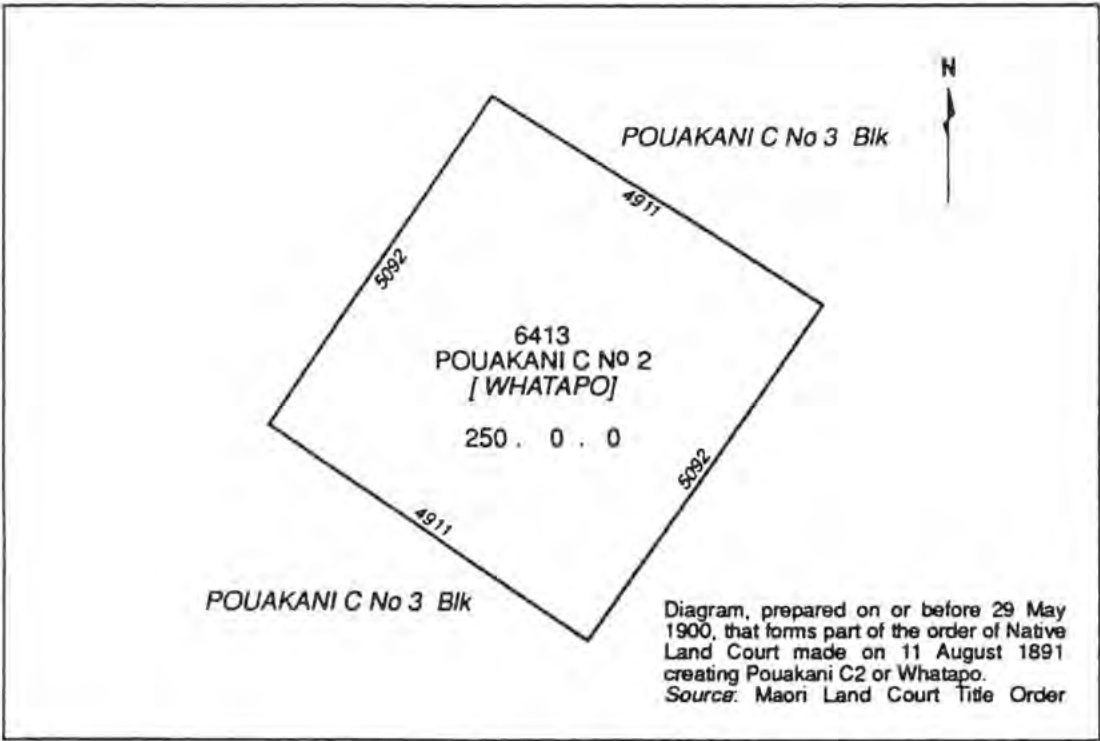 N
POUAKANI C No 3 Blk
4911
5092
6413
POUAKANI C Nº 2
[ WHATAPO]
250 . 0 . 0
5092
4911
POUAKANI C No 3 Blk
Diagram, prepared on or before 29 May
1900, that forms part of the order of Native
Land Court made on 11 August 1891
creating Pouakani C2 or Whatapo.
Source: Maori Land Court Title Order